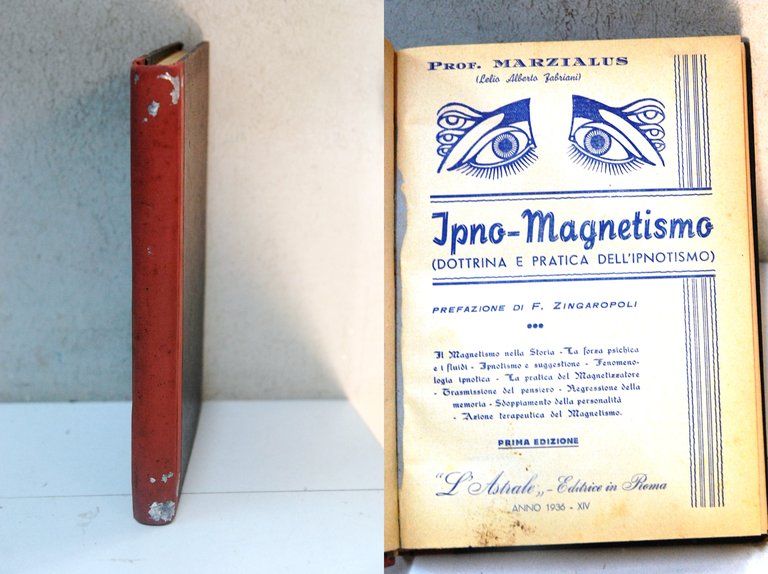 PROF. MARZIALUS
(Lelio Alberto Fabriani)
Ipno-Magnetismo
(DOTTRINA E PRATICA DELL'IPNOTISMO)
PREFAZIONE DI F. ZINGAROPOLI
Il Magnetismo nella Storia - La forza psichica
e i fluidi - Ipnotismo e suggestione - Fenomeno-
logia ipnotica - La pratica del Magnetizzatore
- Trasmissione del pensiero - Regressione della
memoria - Sdoppiamento della personalità
- Azione terapeutica del Magnetismo.
PRIMA EDIZIONE
"L'Astrale„ - Editrice in Roma
ANNO 1936 - XIV